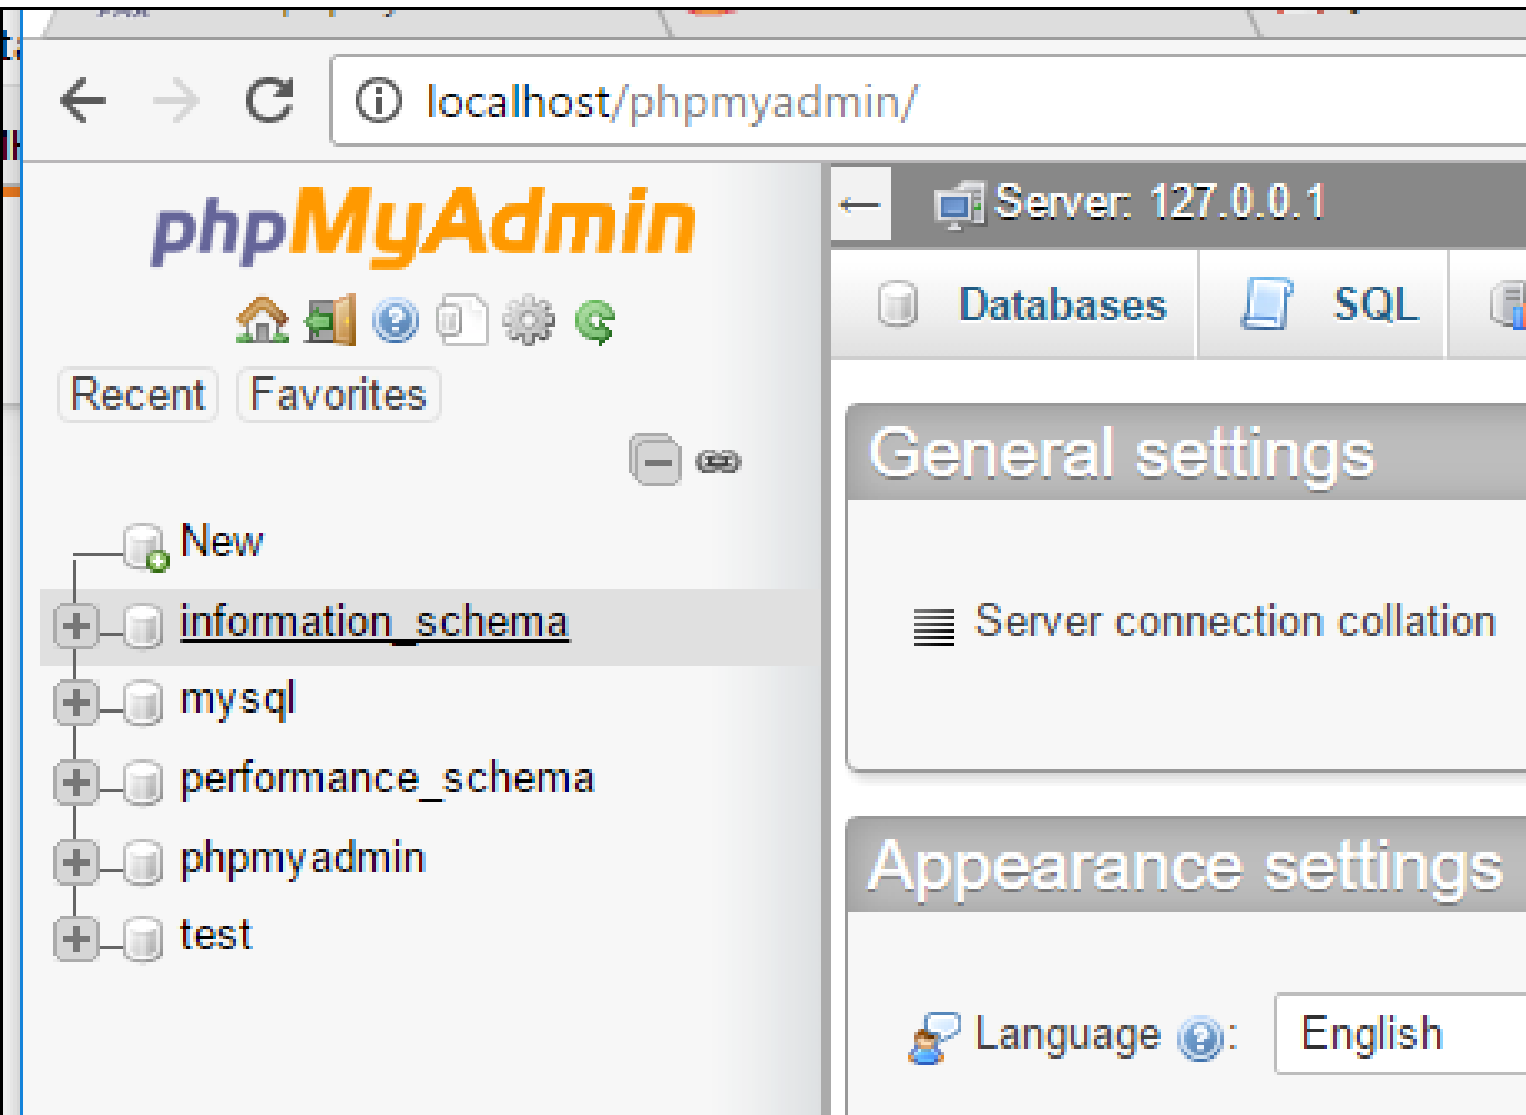 localhost/phpmyadmin/
phpMyAdmin
Server: 127.0.0.1
Databases
SQL
Recent
Favorites
General settings
New
information_schema
Server connection collation
mysql
performance_schema
phpmyadmin
Appearance settings
test
Language :
English